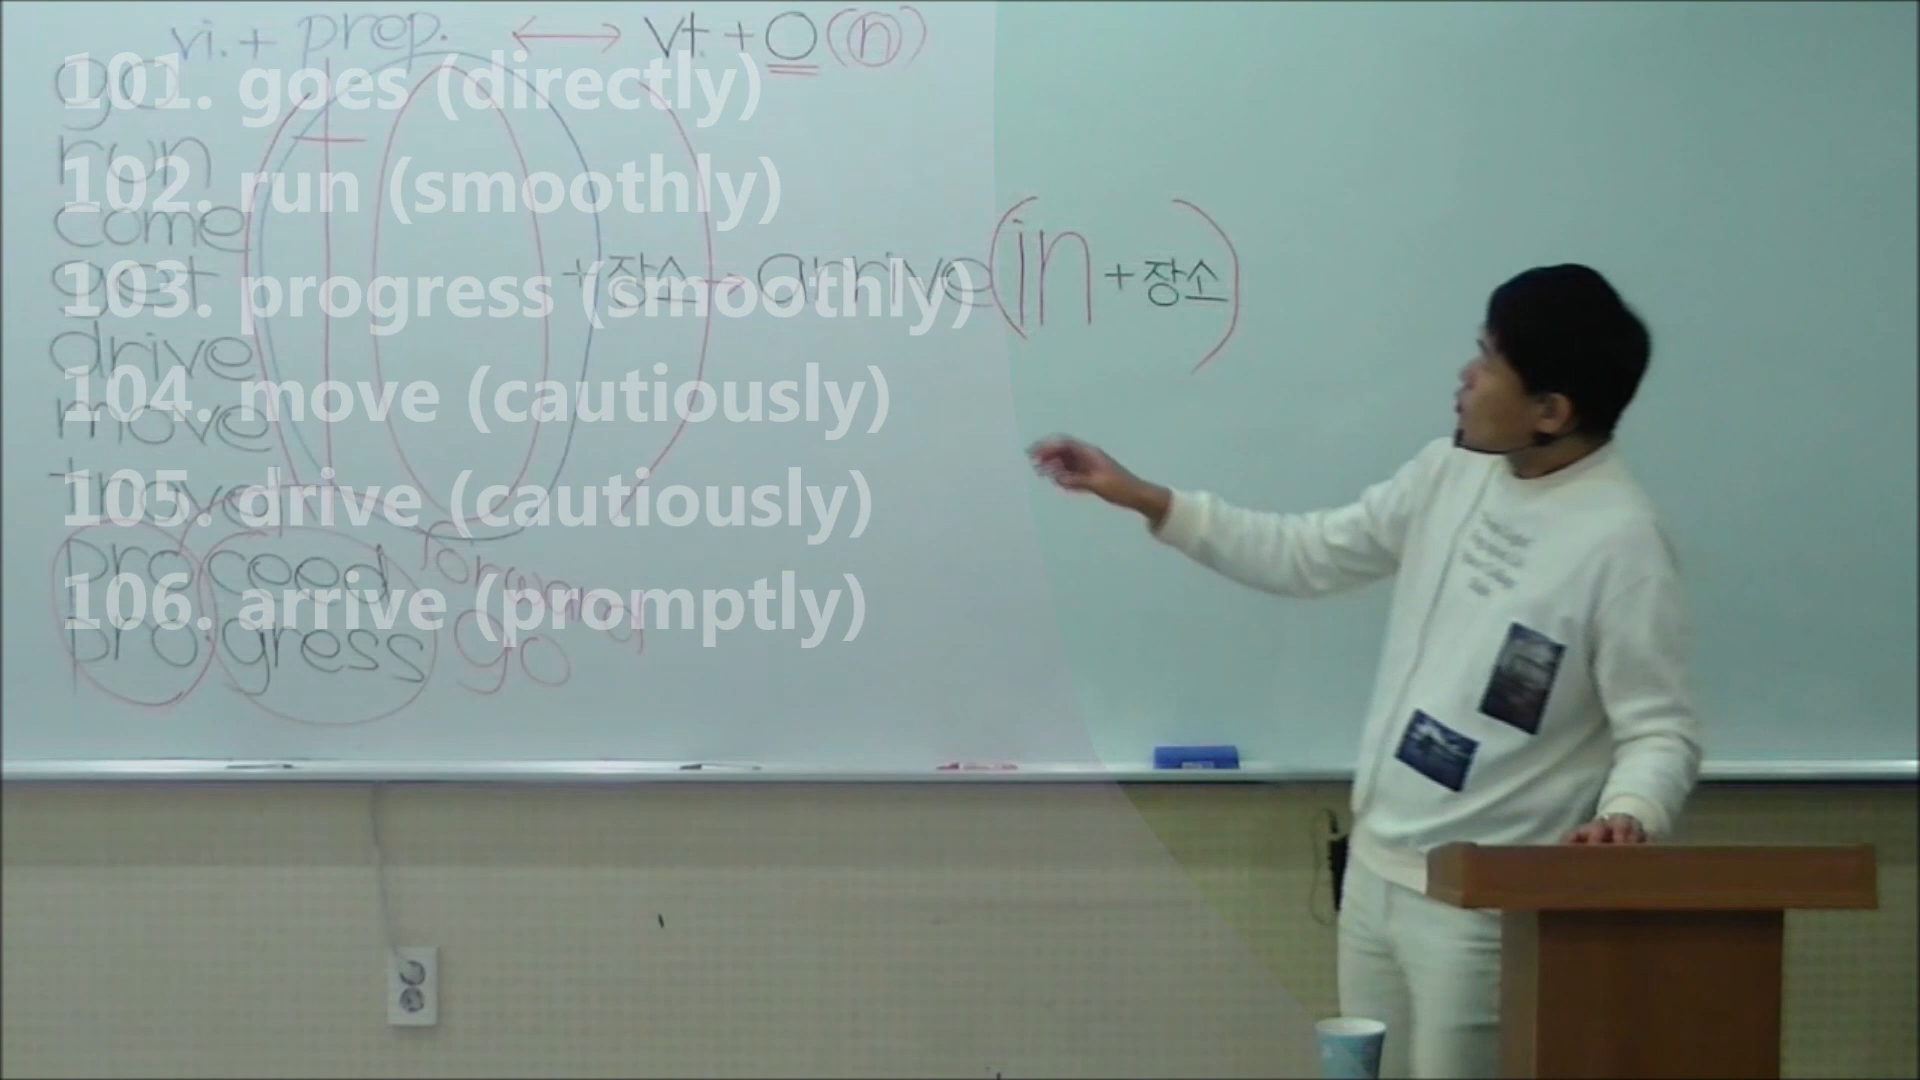 vi. + prep. ↔ vt. + O (n)
go
run
come
get
drive
move
travel
proceed
progress
forward
go
to
+ 장소 → arrive (in + 장소)
101. goes (directly)
102. run (smoothly)
103. progress (smoothly)
104. move (cautiously)
105. drive (cautiously)
106. arrive (promptly)